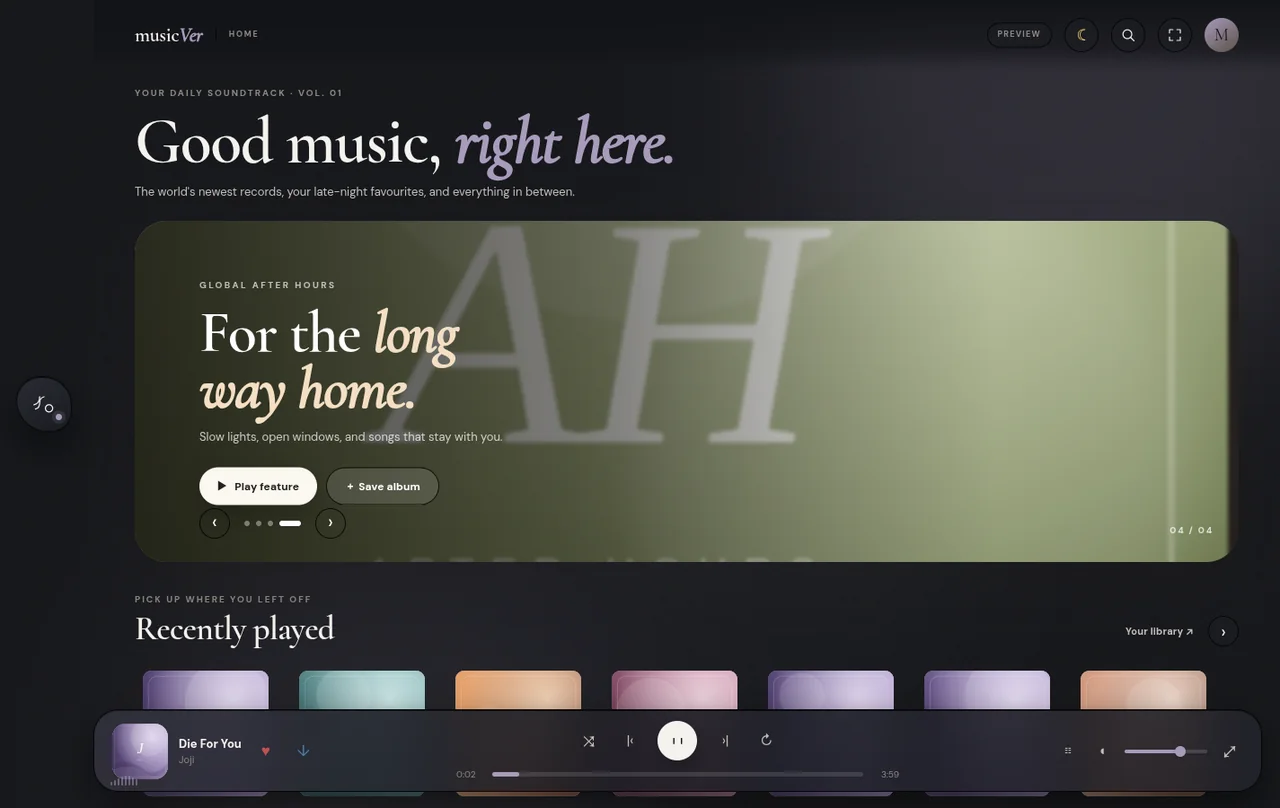 musicVer
HOME
PREVIEW
M
YOUR DAILY SOUNDTRACK · VOL. 01
Good music, right here.
The world's newest records, your late-night favourites, and everything in between.
AH
GLOBAL AFTER HOURS
For the long
way home.
Slow lights, open windows, and songs that stay with you.
Play feature
+ Save album
04 / 04
PICK UP WHERE YOU LEFT OFF
Recently played
Your library ↗
J
Die For You
Joji
0:02
3:59